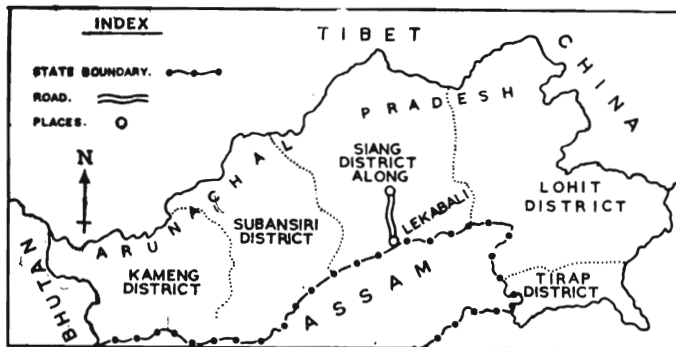 INDEX
STATE BOUNDARY.
ROAD.
PLACES.
N
TIBET
CHINA
ARUNACHAL PRADESH
SIANG
DISTRICT
ALONG
LEKABALI
LOHIT
DISTRICT
SUBANSIRI
DISTRICT
KAMENG
DISTRICT
TIRAP
DISTRICT
BHUTAN
ASSAM